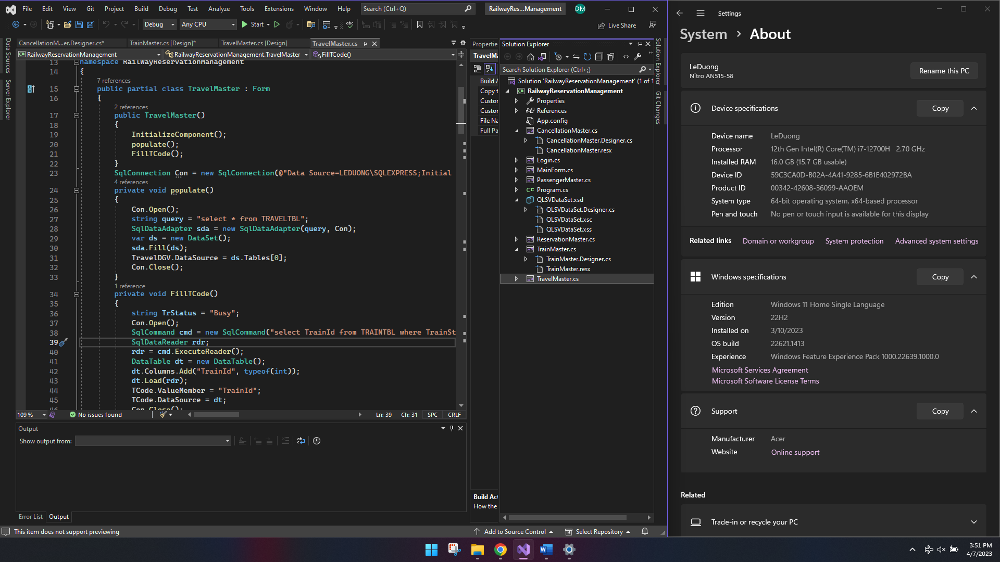 File Edit View Git Project Build Debug Test Analyze Tools Extensions Window Help Search (Ctrl+Q) RailwayRes...Management DM
Debug Any CPU Start Live Share
CancellationM...er.Designer.cs* TrainMaster.cs [Design]* TravelMaster.cs [Design] TravelMaster.cs
RailwayReservationManagement RailwayReservationManagement.TravelMaster FillTCode()
Data Sources
Server Explorer
13 namespace RailWayReservationManagement
14 {
7 references
15 public partial class TravelMaster : Form
16 {
2 references
17 public TravelMaster()
18 {
19 InitializeComponent();
20 populate();
21 FillTCode();
22 }
23 SqlConnection Con = new SqlConnection(@"Data Source=LEDUONG\SQLEXPRESS;Initial
4 references
24 private void populate()
25 {
26 Con.Open();
27 string query = "select * from TRAVELTBL";
28 SqlDataAdapter sda = new SqlDataAdapter(query, Con);
29 var ds = new DataSet();
30 sda.Fill(ds);
31 TravelDGV.DataSource = ds.Tables[0];
32 Con.Close();
33 }
1 reference
34 private void FillTCode()
35 {
36 string TrStatus = "Busy";
37 Con.Open();
38 SqlCommand cmd = new SqlCommand("select TrainId from TRAINTBL where TrainSt
39 SqlDataReader rdr;
40 rdr = cmd.ExecuteReader();
41 DataTable dt = new DataTable();
42 dt.Columns.Add("TrainId", typeof(int));
43 dt.Load(rdr);
44 TCode.ValueMember = "TrainId";
45 TCode.DataSource = dt;
46 Con.Close();
109 % No issues found Ln: 39 Ch: 31 SPC CRLF
Output
Show output from:
Error List Output
This item does not support previewing Add to Source Control Select Repository
Propertie
TravelMa
Build A
Copy t
Custor
Custor
File Na
Full Pa
Build Act
How the
Solution Explorer
Search Solution Explorer (Ctrl+;)
Solution 'RailwayReservationManagement' (1 of 1
RailwayReservationManagement
Properties
References
App.config
CancellationMaster.cs
CancellationMaster.Designer.cs
CancellationMaster.resx
Login.cs
MainForm.cs
PassengerMaster.cs
C# Program.cs
QLSVDataSet.xsd
QLSVDataSet.Designer.cs
QLSVDataSet.xsc
QLSVDataSet.xss
ReservationMaster.cs
TrainMaster.cs
TrainMaster.Designer.cs
TrainMaster.resx
TravelMaster.cs
Solution Explorer
Git Changes
Settings
System > About
LeDuong
Nitro AN515-58
Rename this PC
Device specifications Copy
Device name LeDuong
Processor 12th Gen Intel(R) Core(TM) i7-12700H 2.70 GHz
Installed RAM 16.0 GB (15.7 GB usable)
Device ID 59C3CA0D-B02A-4A41-9285-6B1E402972BA
Product ID 00342-42608-36099-AAOEM
System type 64-bit operating system, x64-based processor
Pen and touch No pen or touch input is available for this display
Related links Domain or workgroup System protection Advanced system settings
Windows specifications Copy
Edition Windows 11 Home Single Language
Version 22H2
Installed on 3/10/2023
OS build 22621.1413
Experience Windows Feature Experience Pack 1000.22639.1000.0
Microsoft Services Agreement
Microsoft Software License Terms
Support Copy
Manufacturer Acer
Website Online support
Related
Trade-in or recycle your PC
3:51 PM
4/7/2023